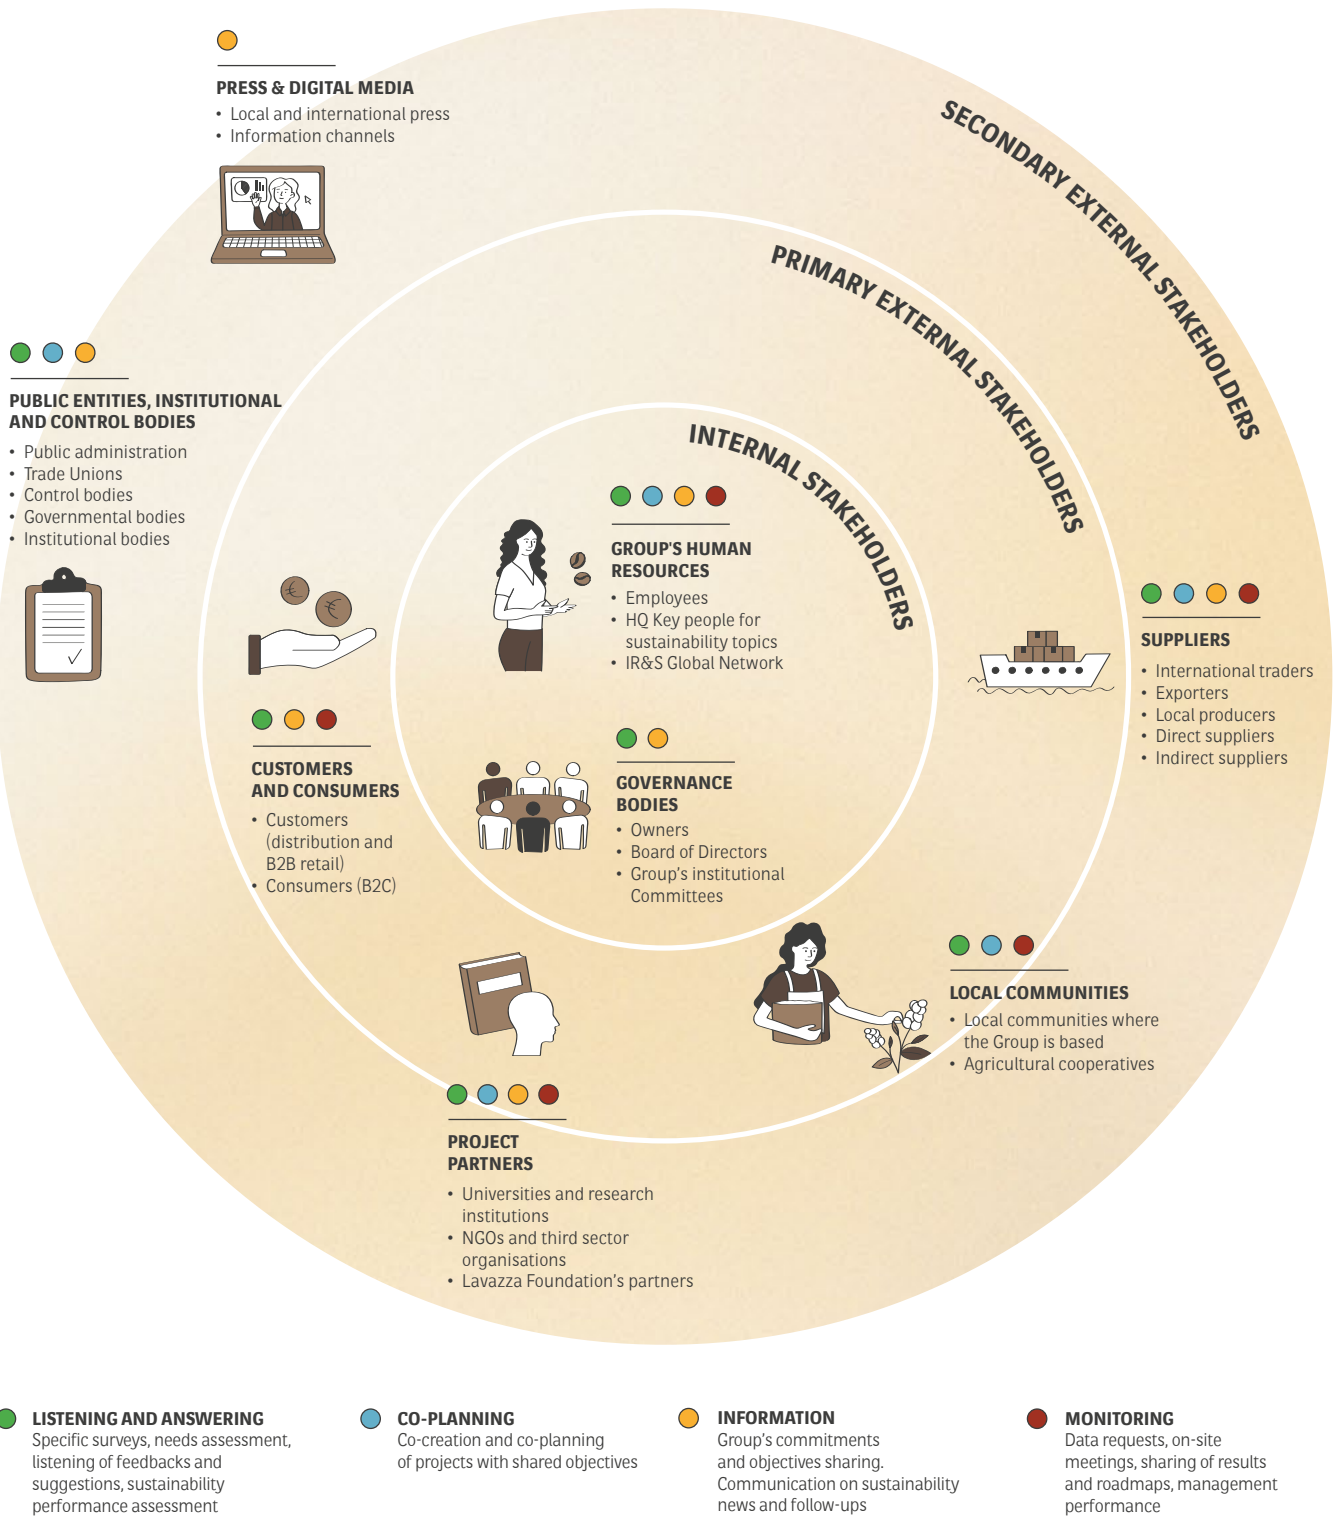 PRESS & DIGITAL MEDIA
• Local and international press
• Information channels
SECONDARY EXTERNAL STAKEHOLDERS
PRIMARY EXTERNAL STAKEHOLDERS
INTERNAL STAKEHOLDERS
PUBLIC ENTITIES, INSTITUTIONAL
AND CONTROL BODIES
• Public administration
• Trade Unions
• Control bodies
• Governmental bodies
• Institutional bodies
GROUP'S HUMAN
RESOURCES
• Employees
• HQ Key people for
sustainability topics
• IR&S Global Network
SUPPLIERS
• International traders
• Exporters
• Local producers
• Direct suppliers
• Indirect suppliers
CUSTOMERS
AND CONSUMERS
• Customers
(distribution and
B2B retail)
• Consumers (B2C)
GOVERNANCE
BODIES
• Owners
• Board of Directors
• Group's institutional
Committees
LOCAL COMMUNITIES
• Local communities where
the Group is based
• Agricultural cooperatives
PROJECT
PARTNERS
• Universities and research
institutions
• NGOs and third sector
organisations
• Lavazza Foundation's partners
LISTENING AND ANSWERING
Specific surveys, needs assessment,
listening of feedbacks and
suggestions, sustainability
performance assessment
CO-PLANNING
Co-creation and co-planning
of projects with shared objectives
INFORMATION
Group's commitments
and objectives sharing.
Communication on sustainability
news and follow-ups
MONITORING
Data requests, on-site
meetings, sharing of results
and roadmaps, management
performance